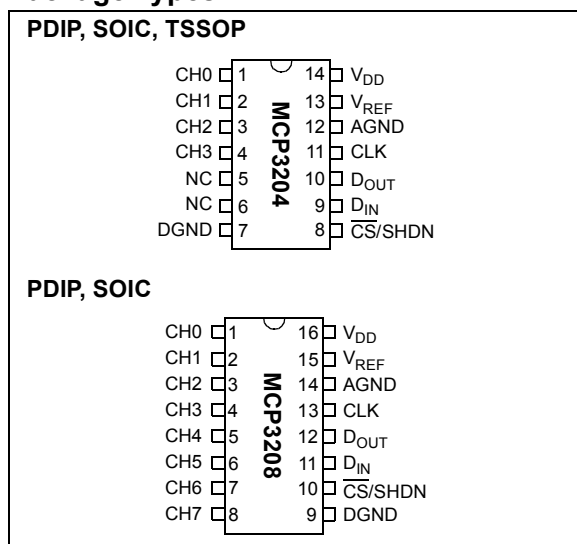 PDIP, SOIC, TSSOP
CH0 1 14 VDD
CH1 2 13 VREF
CH2 3 12 AGND
CH3 4 11 CLK
NC 5 10 DOUT
NC 6 9 DIN
DGND 7 8 CS/SHDN
MCP3204
PDIP, SOIC
CH0 1 16 VDD
CH1 2 15 VREF
CH2 3 14 AGND
CH3 4 13 CLK
CH4 5 12 DOUT
CH5 6 11 DIN
CH6 7 10 CS/SHDN
CH7 8 9 DGND
MCP3208